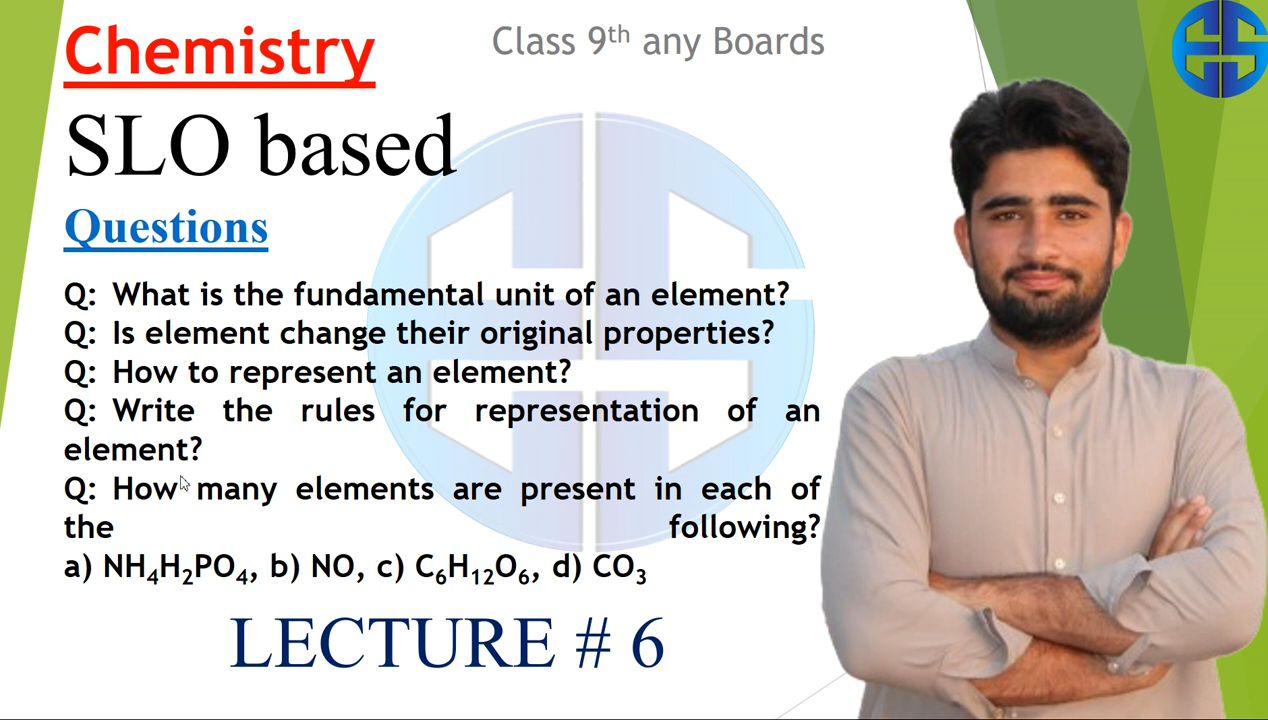 Chemistry
Class 9th any Boards
SLO based
Questions
Q: What is the fundamental unit of an element?
Q: Is element change their original properties?
Q: How to represent an element?
Q: Write the rules for representation of an
element?
Q: How many elements are present in each of
the following?
a) NH₄H₂PO₄, b) NO, c) C₆H₁₂O₆, d) CO₃
LECTURE # 6